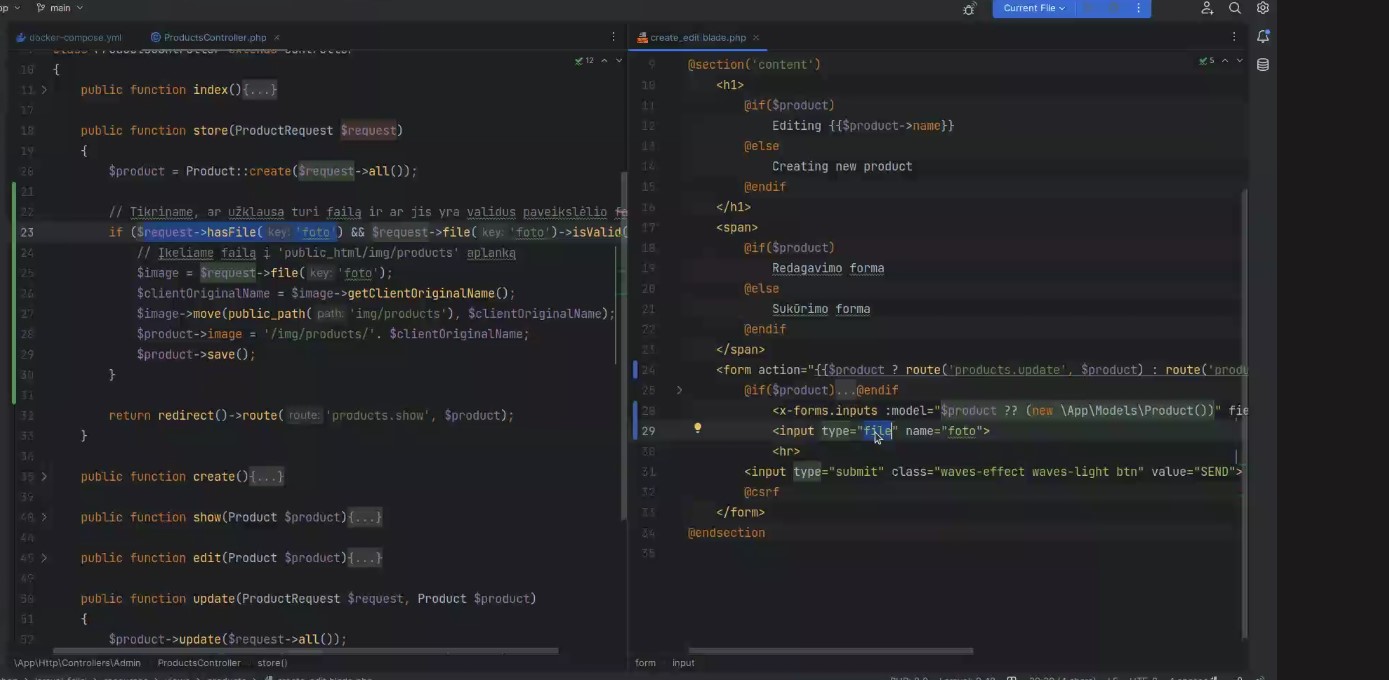 main
Current File
docker-compose.yml
ProductsController.php
create_edit.blade.php
12
10 {
11 public function index(){...}
17
18 public function store(ProductRequest $request)
19 {
20 $product = Product::create($request->all());
21
22 // Tikriname, ar užklausa turi failą ir ar jis yra validus paveikslėlio
23 if ($request->hasFile( key: 'foto') && $request->file( key: 'foto')->isValid(
24 // Įkeliame failą į 'public_html/img/products' aplanką
25 $image = $request->file( key: 'foto');
26 $clientOriginalName = $image->getClientOriginalName();
27 $image->move(public_path( path: 'img/products'), $clientOriginalName);
28 $product->image = '/img/products/'. $clientOriginalName;
29 $product->save();
30 }
31
32 return redirect()->route( route: 'products.show', $product);
33 }
34
35 public function create(){...}
39
40 public function show(Product $product){...}
44
45 public function edit(Product $product){...}
49
50 public function update(ProductRequest $request, Product $product)
51 {
52 $product->update($request->all());
\App\Http\Controllers\Admin ProductsController store()
5
9 @section('content')
10 <h1>
11 @if($product)
12 Editing {{$product->name}}
13 @else
14 Creating new product
15 @endif
16 </h1>
17 <span>
18 @if($product)
19 Redagavimo forma
20 @else
21 Sukūrimo forma
22 @endif
23 </span>
24 <form action="{{$product ? route('products.update', $product) : route('produ
25 @if($product)...@endif
28 <x-forms.inputs :model="$product ?? (new \App\Models\Product())" fie
29 <input type="file" name="foto">
30 <hr>
31 <input type="submit" class="waves-effect waves-light btn" value="SEND">
32 @csrf
33 </form>
34 @endsection
35
form input